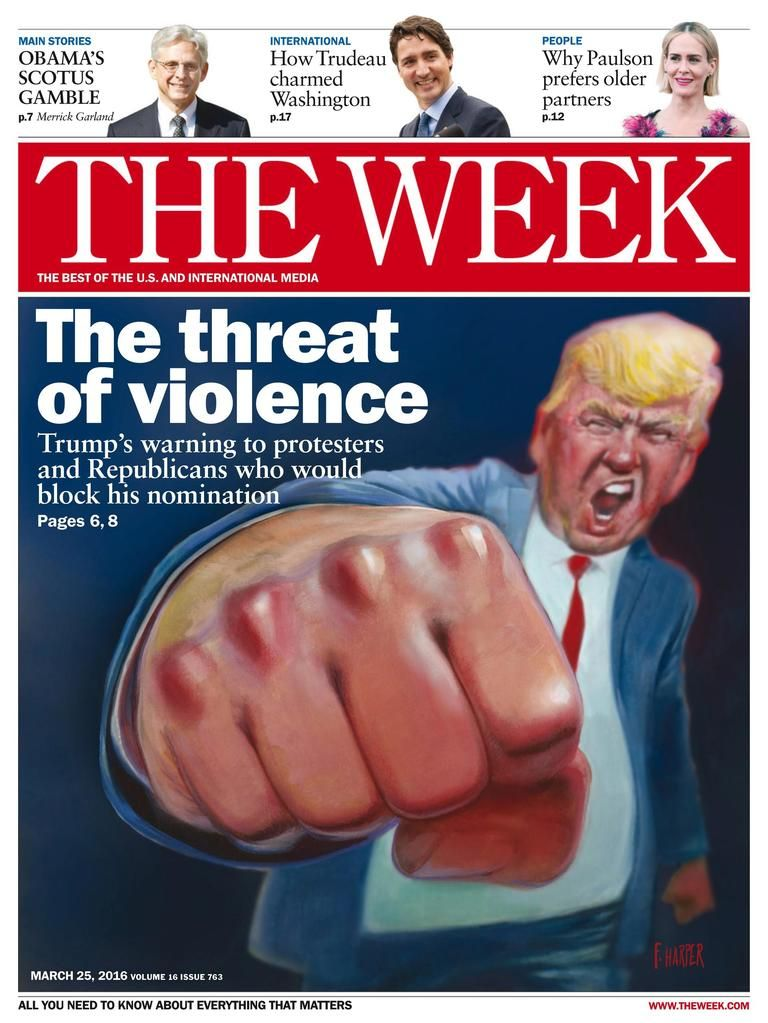 MAIN STORIES
OBAMA'S
SCOTUS
GAMBLE
p.7 Merrick Garland
INTERNATIONAL
How Trudeau
charmed
Washington
p.17
PEOPLE
Why Paulson
prefers older
partners
p.12
THE WEEK
THE BEST OF THE U.S. AND INTERNATIONAL MEDIA
The threat
of violence
Trump's warning to protesters
and Republicans who would
block his nomination
Pages 6, 8
F. HARPER
MARCH 25, 2016 VOLUME 16 ISSUE 763
ALL YOU NEED TO KNOW ABOUT EVERYTHING THAT MATTERS
WWW.THEWEEK.COM